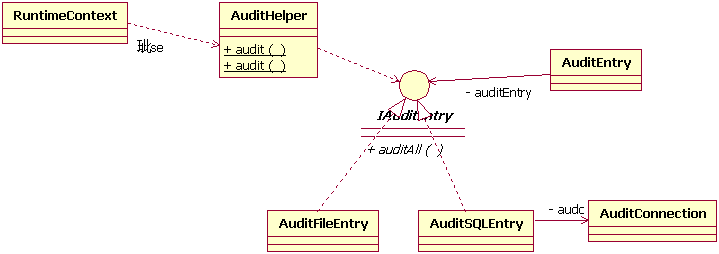 RuntimeContext
AuditHelper
+ audit ( )
+ audit ( )
AuditEntry
- auditEntry
+ auditAll ( )
AuditFileEntry
AuditSQLEntry
- audc
AuditConnection